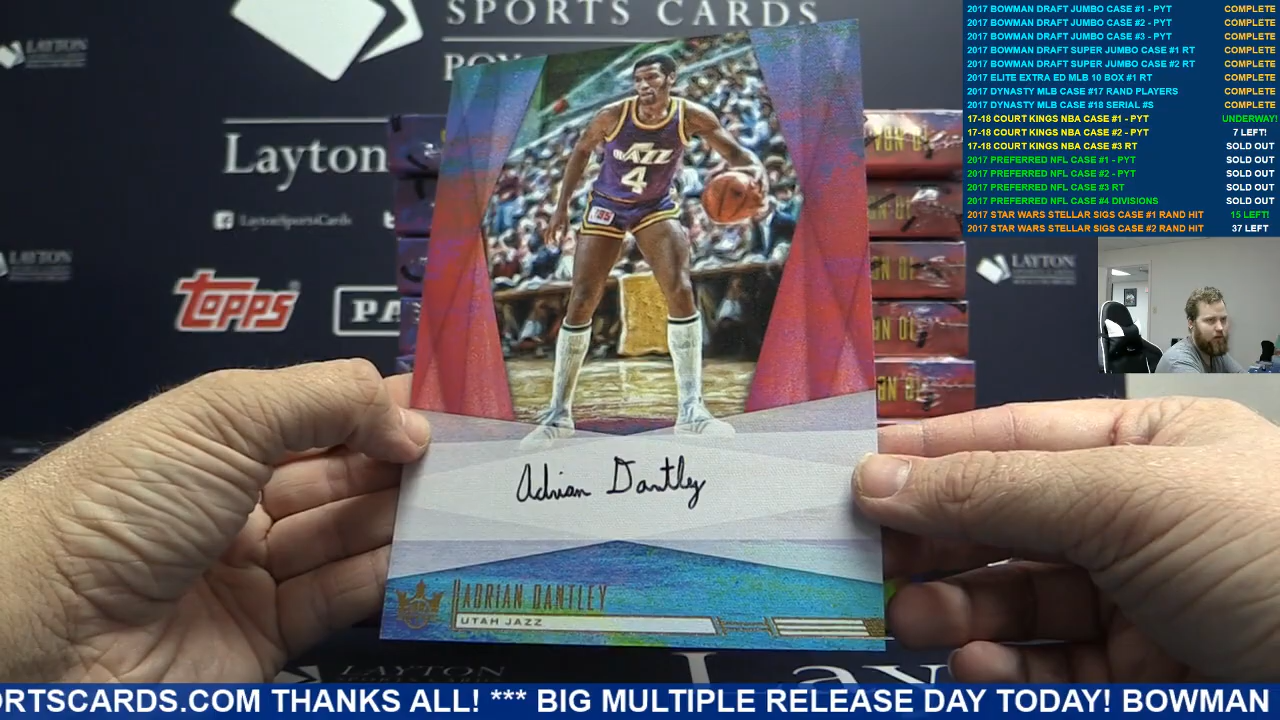 SPORTS CARDS
LAYTON
Layton
LaytonSportsCards
LAYTON
TOPPS
PA
LAYTON
JAZZ
4
Adrian Dantley
ADRIAN DANTLEY
UTAH JAZZ
2017 BOWMAN DRAFT JUMBO CASE #1 - PYT COMPLETE
2017 BOWMAN DRAFT JUMBO CASE #2 - PYT COMPLETE
2017 BOWMAN DRAFT JUMBO CASE #3 - PYT COMPLETE
2017 BOWMAN DRAFT SUPER JUMBO CASE #1 RT COMPLETE
2017 BOWMAN DRAFT SUPER JUMBO CASE #2 RT COMPLETE
2017 ELITE EXTRA ED MLB 10 BOX #1 RT COMPLETE
2017 DYNASTY MLB CASE #17 RAND PLAYERS COMPLETE
2017 DYNASTY MLB CASE #18 SERIAL #S COMPLETE
17-18 COURT KINGS NBA CASE #1 - PYT UNDERWAY!
17-18 COURT KINGS NBA CASE #2 - PYT 7 LEFT!
17-18 COURT KINGS NBA CASE #3 RT SOLD OUT
2017 PREFERRED NFL CASE #1 - PYT SOLD OUT
2017 PREFERRED NFL CASE #2 - PYT SOLD OUT
2017 PREFERRED NFL CASE #3 RT SOLD OUT
2017 PREFERRED NFL CASE #4 DIVISIONS SOLD OUT
2017 STAR WARS STELLAR SIGS CASE #1 RAND HIT 15 LEFT!
2017 STAR WARS STELLAR SIGS CASE #2 RAND HIT 37 LEFT
ORTSCARDS.COM THANKS ALL! *** BIG MULTIPLE RELEASE DAY TODAY! BOWMAN